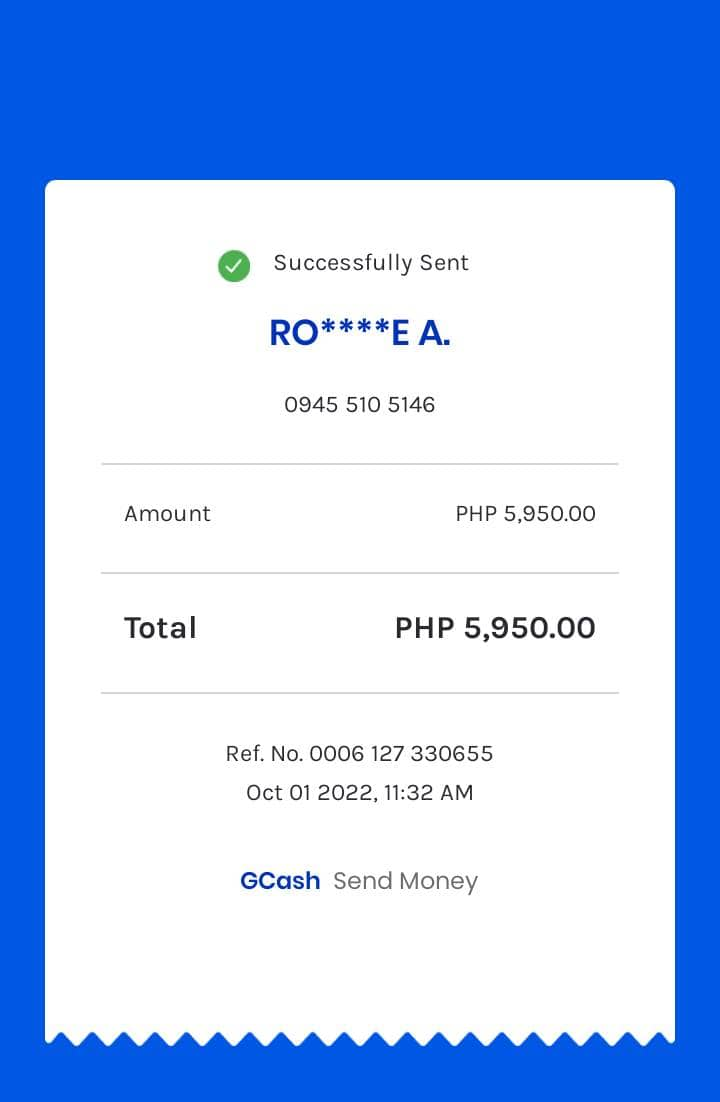 Successfully Sent
RO****E A.
0945 510 5146
Amount PHP 5,950.00
Total PHP 5,950.00
Ref. No. 0006 127 330655
Oct 01 2022, 11:32 AM
GCash Send Money